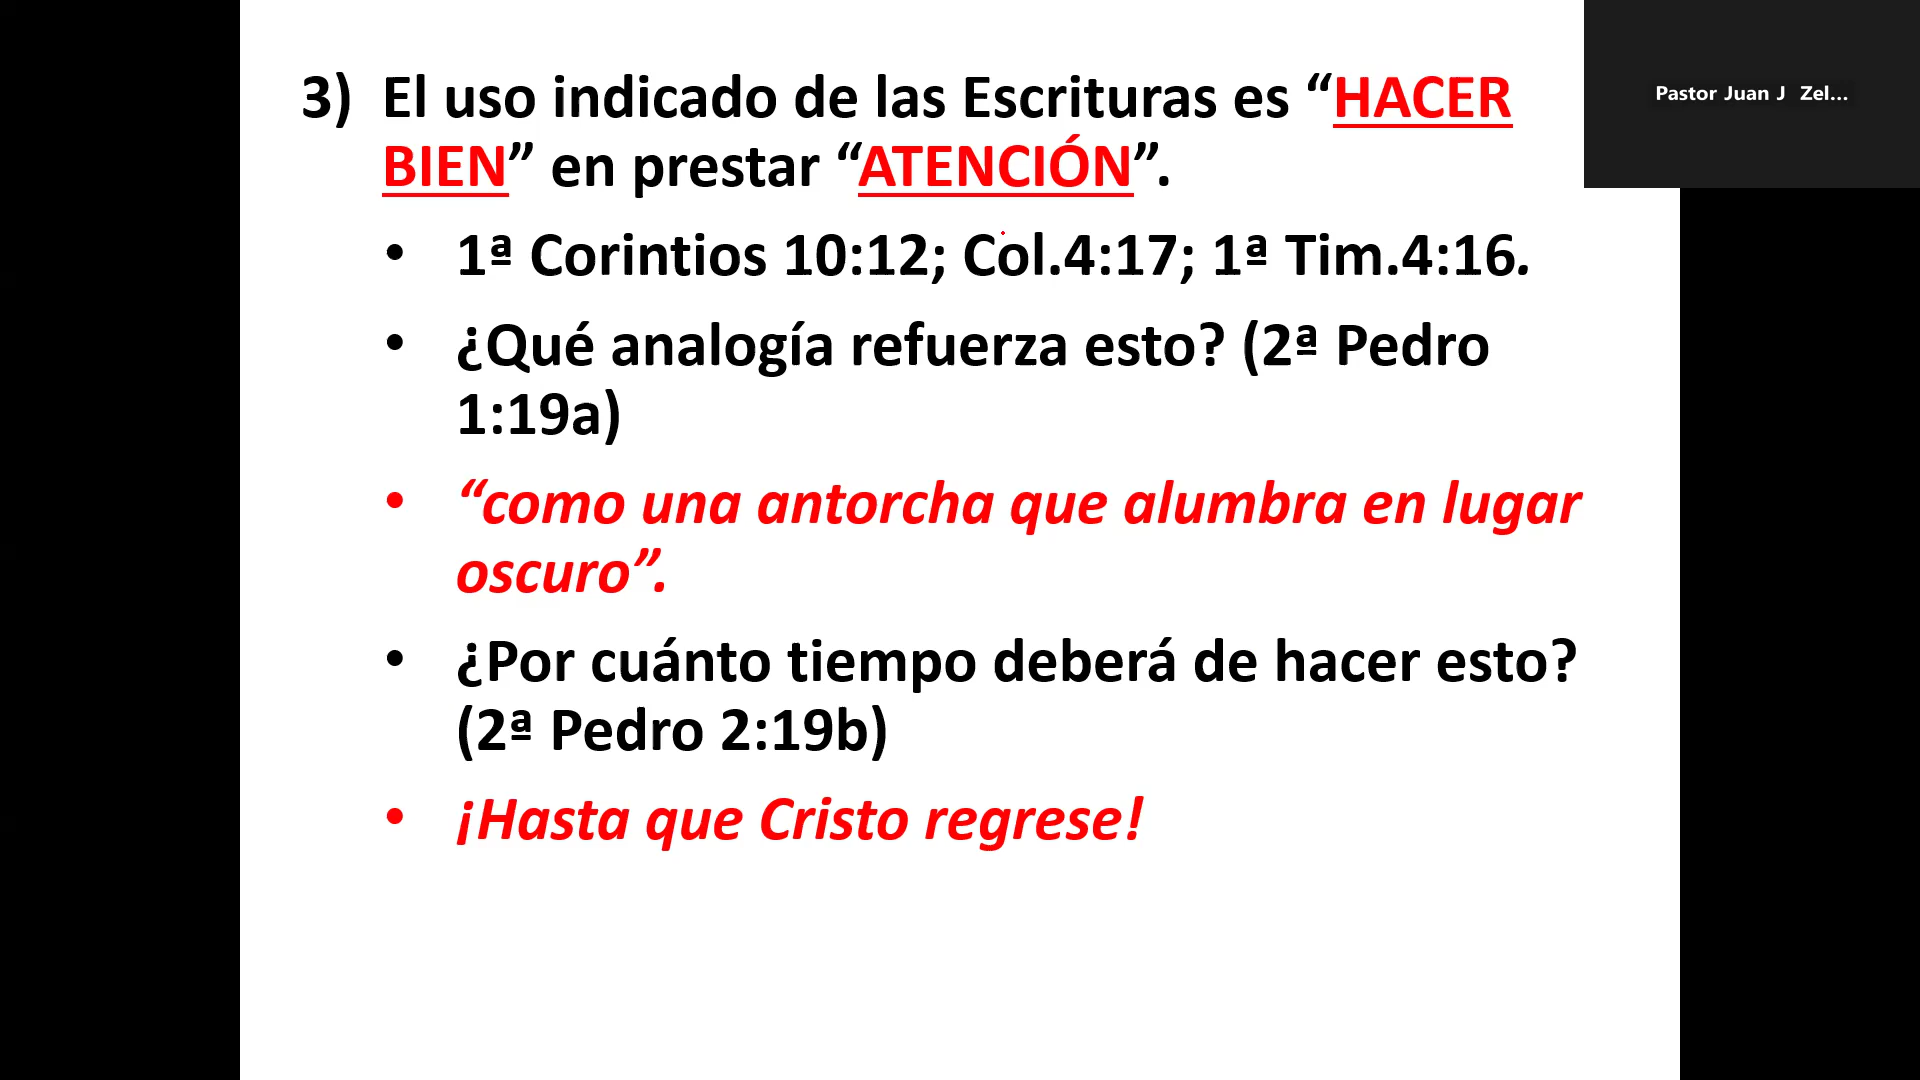 3) El uso indicado de las Escrituras es “HACER
BIEN” en prestar “ATENCIÓN”.
• 1ª Corintios 10:12; Col.4:17; 1ª Tim.4:16.
• ¿Qué analogía refuerza esto? (2ª Pedro
1:19a)
• “como una antorcha que alumbra en lugar
oscuro”.
• ¿Por cuánto tiempo deberá de hacer esto?
(2ª Pedro 2:19b)
• ¡Hasta que Cristo regrese!
Pastor Juan J Zel...